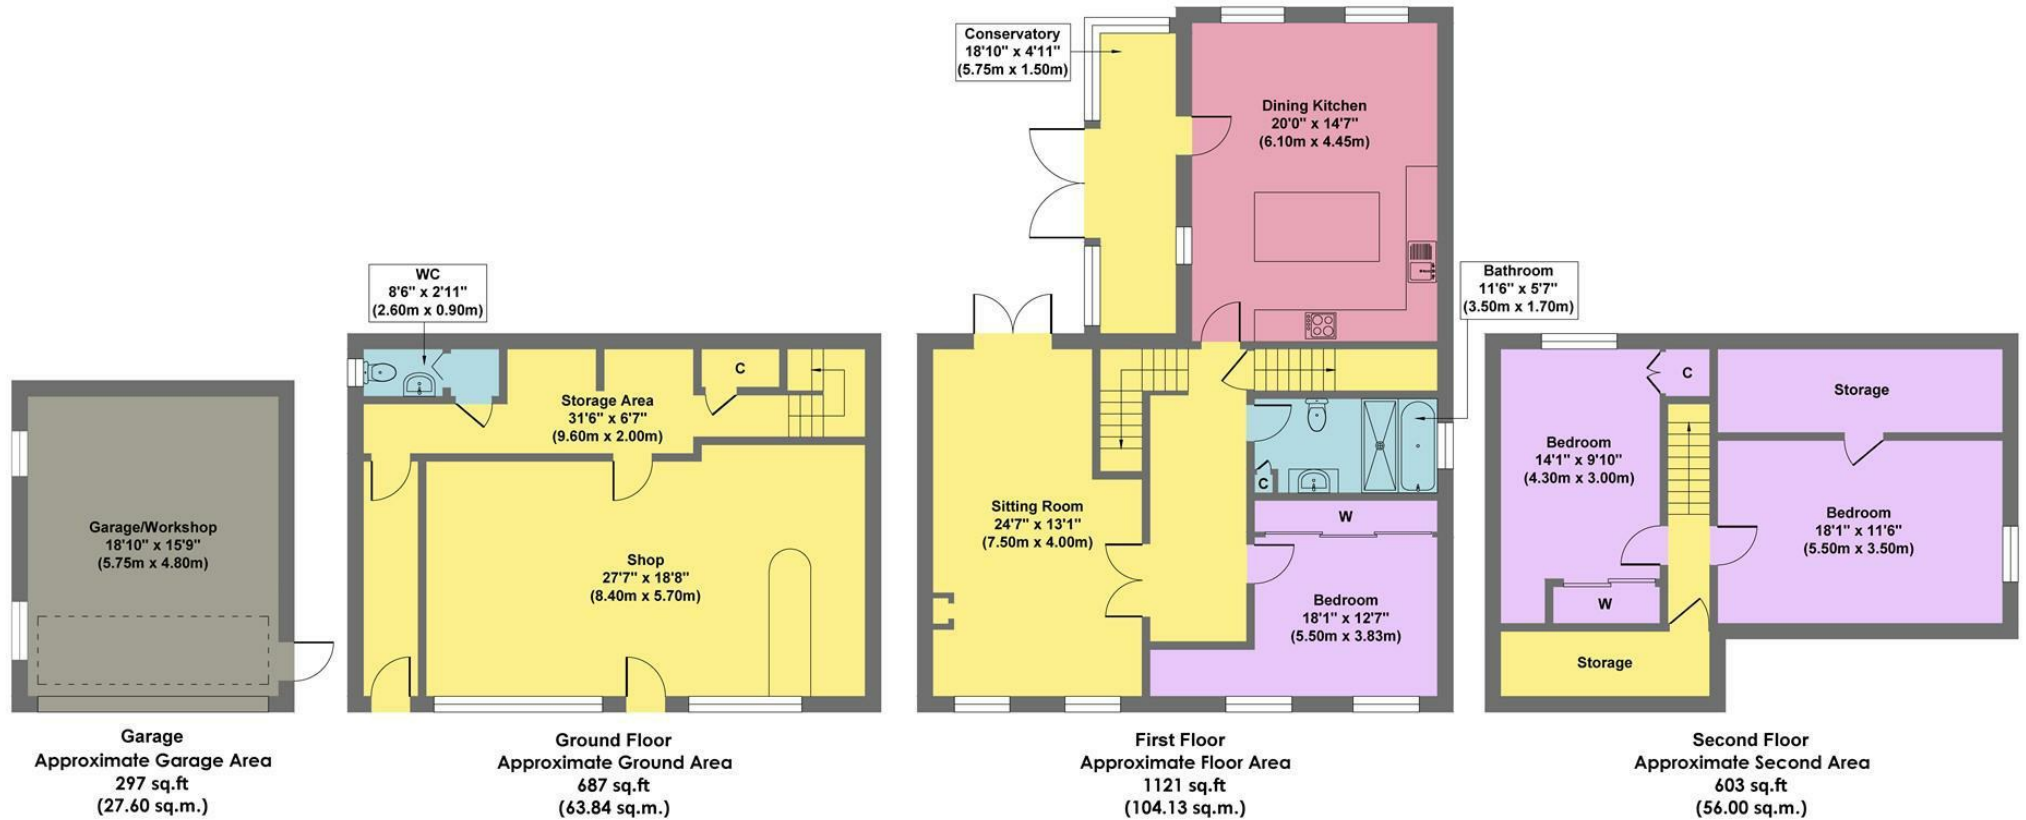 Garage/Workshop
18'10" x 15'9"
(5.75m x 4.80m)
Garage
Approximate Garage Area
297 sq.ft
(27.60 sq.m.)
WC
8'6" x 2'11"
(2.60m x 0.90m)
C
Storage Area
31'6" x 6'7"
(9.60m x 2.00m)
Shop
27'7" x 18'8"
(8.40m x 5.70m)
Ground Floor
Approximate Ground Area
687 sq.ft
(63.84 sq.m.)
Conservatory
18'10" x 4'11"
(5.75m x 1.50m)
Dining Kitchen
20'0" x 14'7"
(6.10m x 4.45m)
Bathroom
11'6" x 5'7"
(3.50m x 1.70m)
C
W
Sitting Room
24'7" x 13'1"
(7.50m x 4.00m)
Bedroom
18'1" x 12'7"
(5.50m x 3.83m)
First Floor
Approximate Floor Area
1121 sq.ft
(104.13 sq.m.)
C
Storage
Bedroom
14'1" x 9'10"
(4.30m x 3.00m)
Bedroom
18'1" x 11'6"
(5.50m x 3.50m)
W
Storage
Second Floor
Approximate Second Area
603 sq.ft
(56.00 sq.m.)